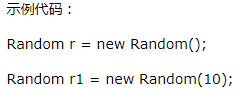 示例代码：
Random r = new Random();
Random r1 = new Random(10);